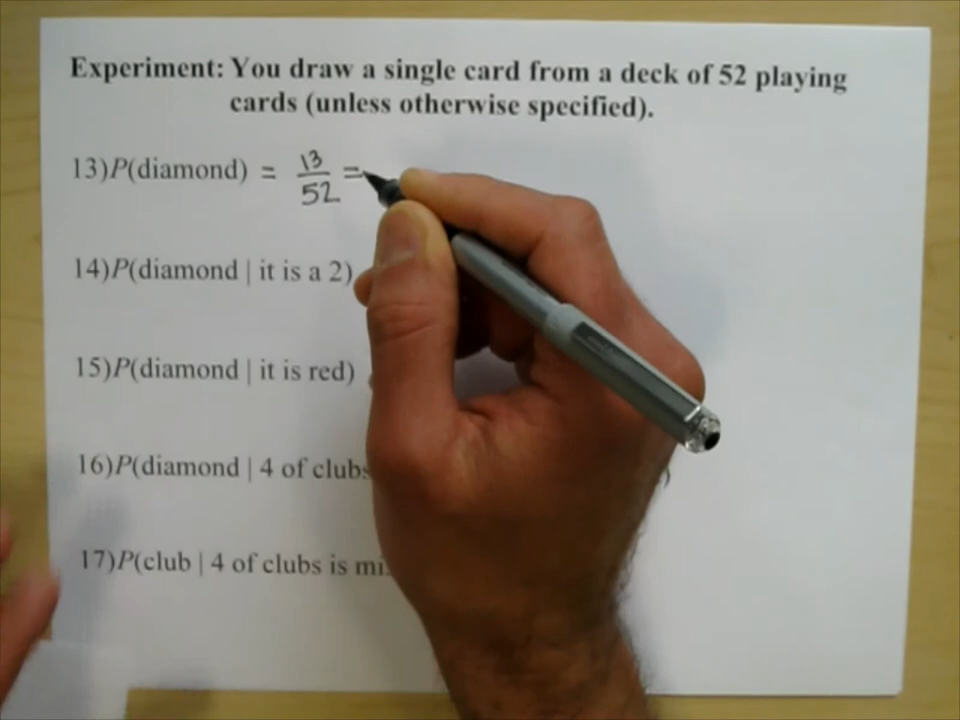 Experiment: You draw a single card from a deck of 52 playing
cards (unless otherwise specified).
13)P(diamond) = 13/52 =
14)P(diamond | it is a 2)
15)P(diamond | it is red)
16)P(diamond | 4 of clubs
17)P(club | 4 of clubs is